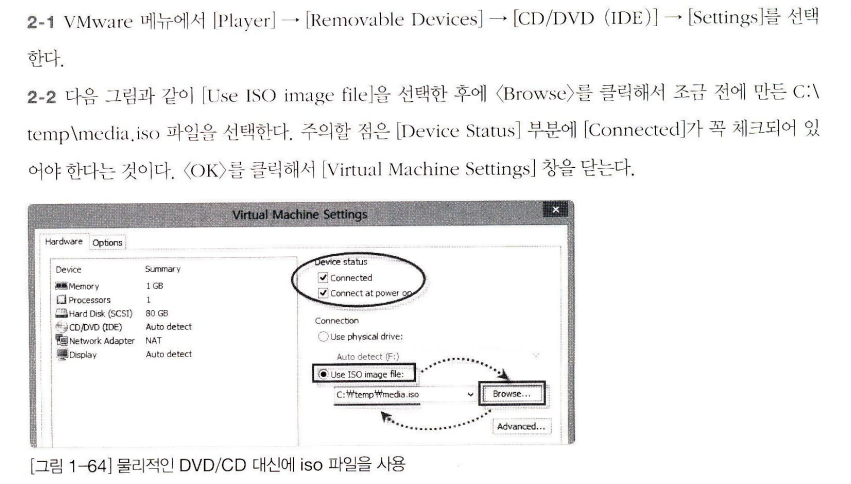 2-1 VMware 메뉴에서 [Player] → [Removable Devices] → [CD/DVD (IDE)] → [Settings]를 선택
한다.
2-2 다음 그림과 같이 [Use ISO image file]을 선택한 후에 〈Browse〉를 클릭해서 조금 전에 만든 C:\
temp\media.iso 파일을 선택한다. 주의할 점은 [Device Status] 부분에 [Connected]가 꼭 체크되어 있
어야 한다는 것이다. 〈OK〉를 클릭해서 [Virtual Machine Settings] 창을 닫는다.
Virtual Machine Settings
Hardware Options
Device Summary
Memory 1 GB
Processors 1
Hard Disk (SCSI) 80 GB
CD/DVD (IDE) Auto detect
Network Adapter NAT
Display Auto detect
Device status
Connected
Connect at power on
Connection
Use physical drive:
Auto detect (F:)
Use ISO image file:
C:₩temp₩media.iso
Browse...
Advanced...
[그림 1-64] 물리적인 DVD/CD 대신에 iso 파일을 사용